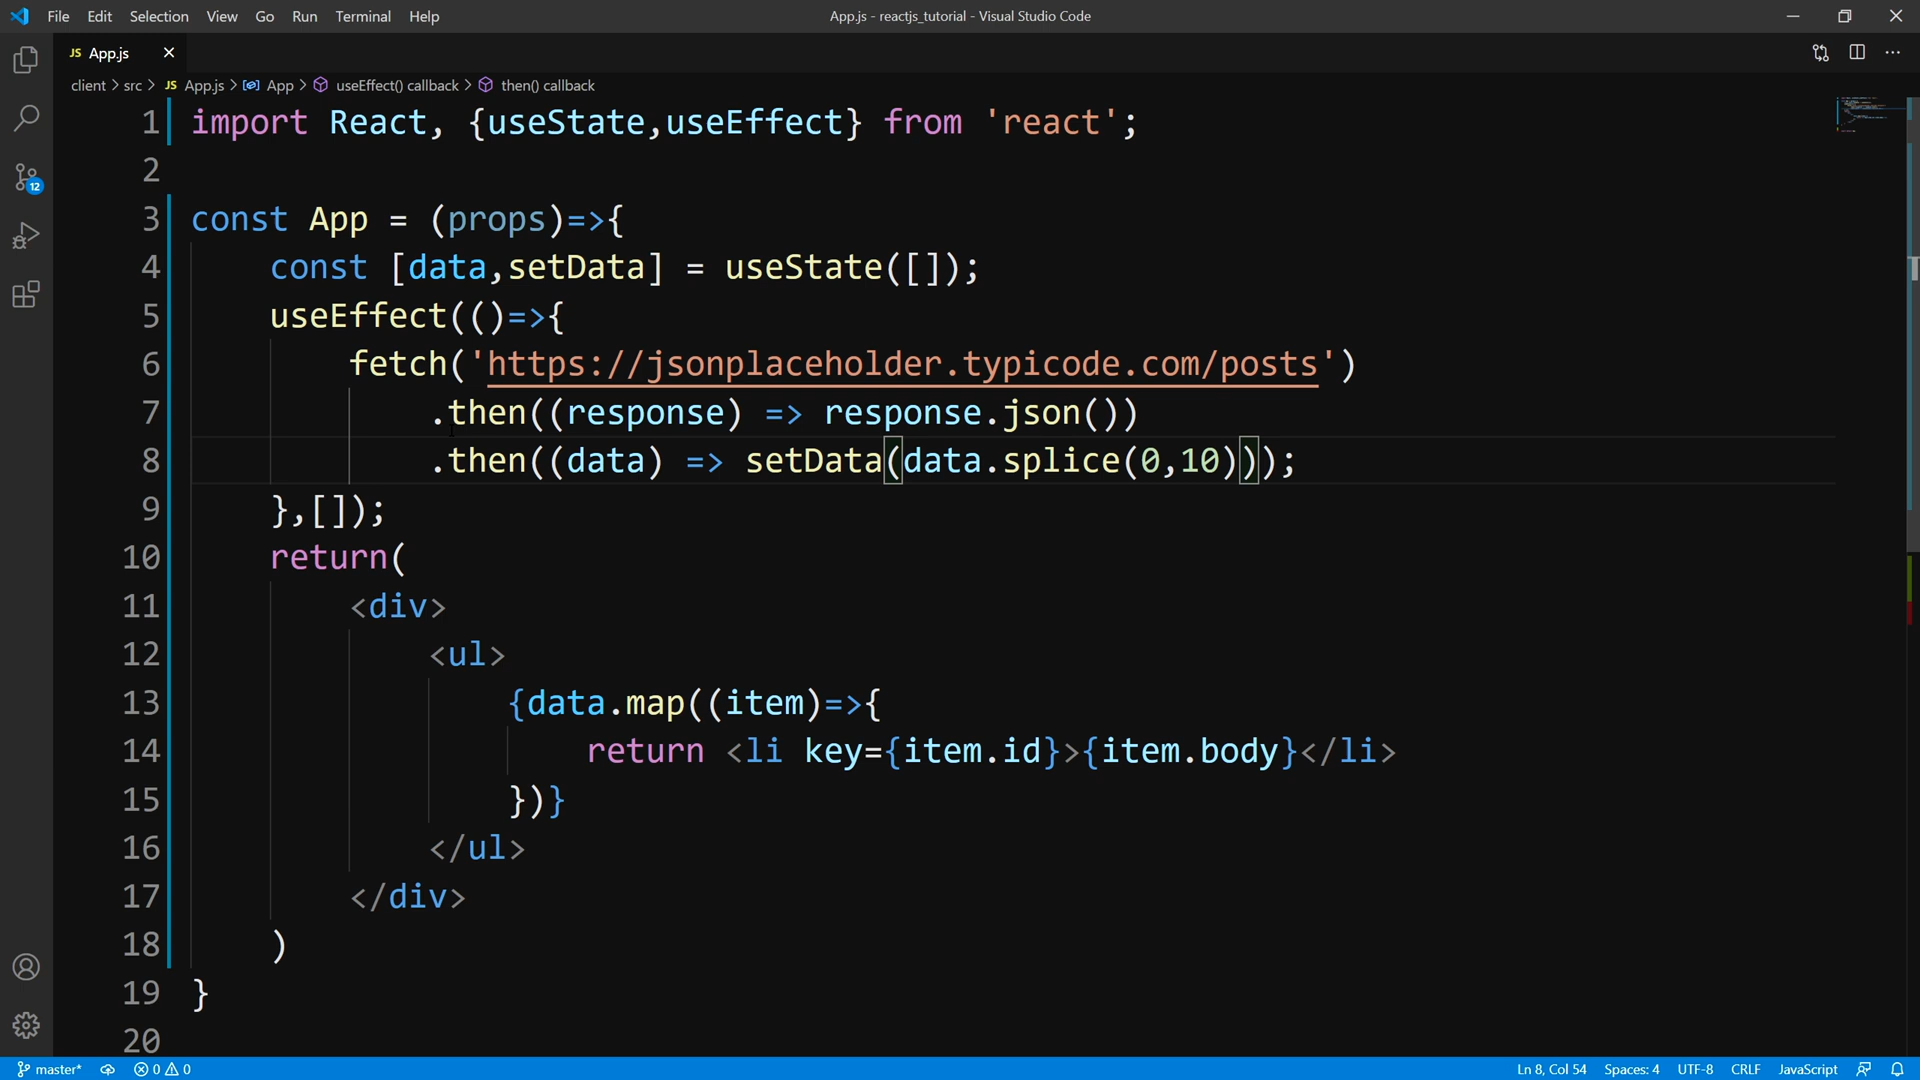 File Edit Selection View Go Run Terminal Help
App.js - reactjs_tutorial - Visual Studio Code
JS App.js
client > src > JS App.js > App > useEffect() callback > then() callback
1 import React, {useState,useEffect} from 'react';
2
3 const App = (props)=>{
4 const [data,setData] = useState([]);
5 useEffect(()=>{
6 fetch('https://jsonplaceholder.typicode.com/posts')
7 .then((response) => response.json())
8 .then((data) => setData(data.splice(0,10)));
9 },[]);
10 return(
11 <div>
12 <ul>
13 {data.map((item)=>{
14 return <li key={item.id}>{item.body}</li>
15 })}
16 </ul>
17 </div>
18 )
19 }
20
12
master* 0 0
Ln 8, Col 54 Spaces: 4 UTF-8 CRLF JavaScript